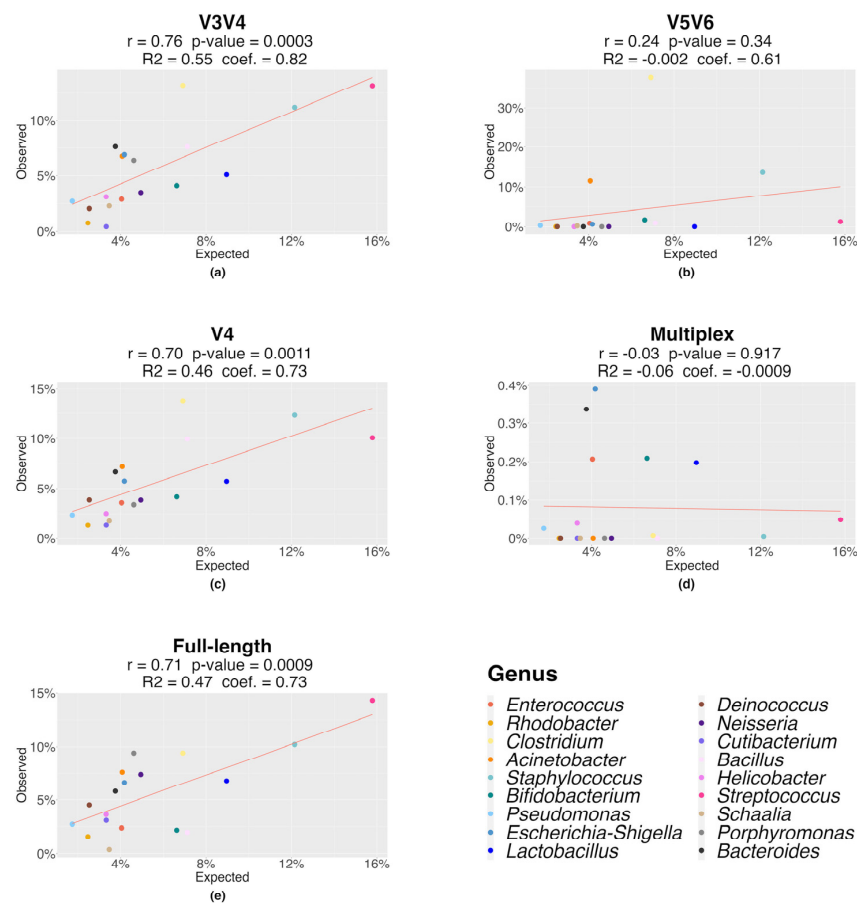 V3V4
r = 0.76 p-value = 0.0003
R2 = 0.55 coef. = 0.82
Observed
10%
5%
0%
4%
8%
12%
16%
Expected
(a)
V5V6
r = 0.24 p-value = 0.34
R2 = -0.002 coef. = 0.61
Observed
30%
20%
10%
0%
4%
8%
12%
16%
Expected
(b)
V4
r = 0.70 p-value = 0.0011
R2 = 0.46 coef. = 0.73
Observed
15%
10%
5%
0%
4%
8%
12%
16%
Expected
(c)
Multiplex
r = -0.03 p-value = 0.917
R2 = -0.06 coef. = -0.0009
Observed
0.4%
0.3%
0.2%
0.1%
0%
4%
8%
12%
16%
Expected
(d)
Full-length
r = 0.71 p-value = 0.0009
R2 = 0.47 coef. = 0.73
Observed
15%
10%
5%
0%
4%
8%
12%
16%
Expected
(e)
Genus
Enterococcus
Rhodobacter
Clostridium
Acinetobacter
Staphylococcus
Bifidobacterium
Pseudomonas
Escherichia-Shigella
Lactobacillus
Deinococcus
Neisseria
Cutibacterium
Bacillus
Helicobacter
Streptococcus
Schaalia
Porphyromonas
Bacteroides